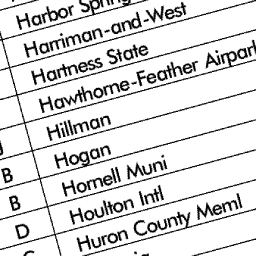 Harbor Spring
Harriman-and-West
Hartness State
Hawthorne-Feather Airpark
Hillman
B Hogan
B Hornell Muni
D Houlton Intl
Huron County Meml